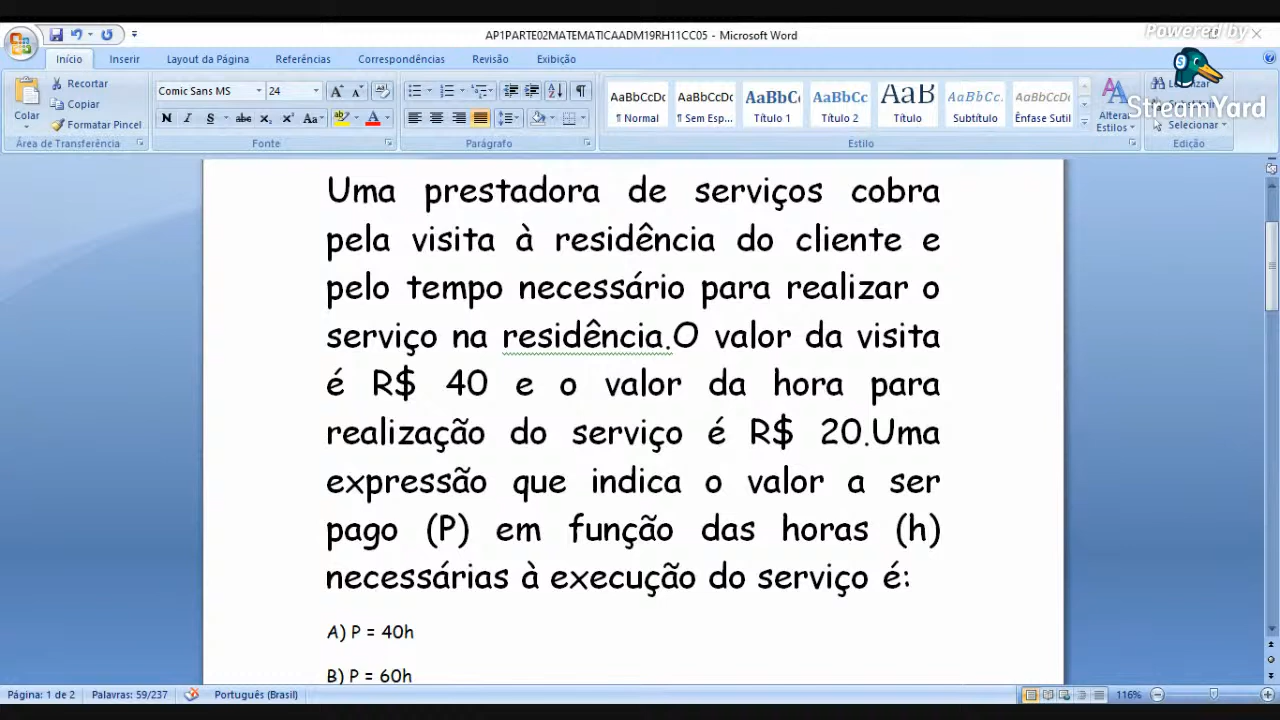 AP1PARTE02MATEMATICAADM19RH11CC05 - Microsoft Word
Powered by
StreamYard
Início Inserir Layout da Página Referências Correspondências Revisão Exibição
Colar
Recortar
Copiar
Formatar Pincel
Área de Transferência
Comic Sans MS 24
N I S abc x₂ x² Aa
Fonte
Parágrafo
AaBbCcDc AaBbCcDc AaBbC AaBbCc AaB AaBbCc. AaBbCcDc
¶ Normal ¶ Sem Esp... Título 1 Título 2 Título Subtítulo Ênfase Sutil
Alterar
Estilos
Estilo
Selecionar
Edição
Uma prestadora de serviços cobra
pela visita à residência do cliente e
pelo tempo necessário para realizar o
serviço na residência.O valor da visita
é R$ 40 e o valor da hora para
realização do serviço é R$ 20.Uma
expressão que indica o valor a ser
pago (P) em função das horas (h)
necessárias à execução do serviço é:
A) P = 40h
B) P = 60h
Página: 1 de 2 Palavras: 59/237 Português (Brasil) 116%